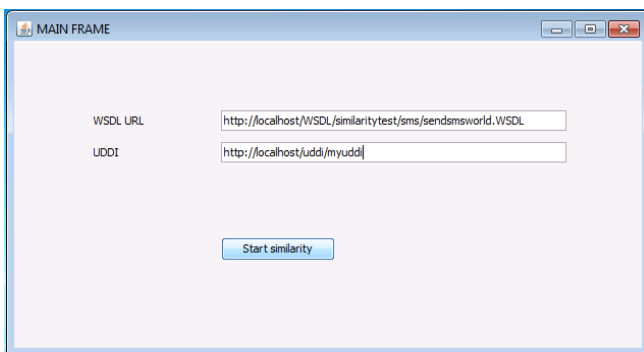 MAIN FRAME
WSDL URL http://localhost/WSDL/similaritytest/sms/sendsmsworld.WSDL
UDDI http://localhost/uddi/myuddi
Start similarity